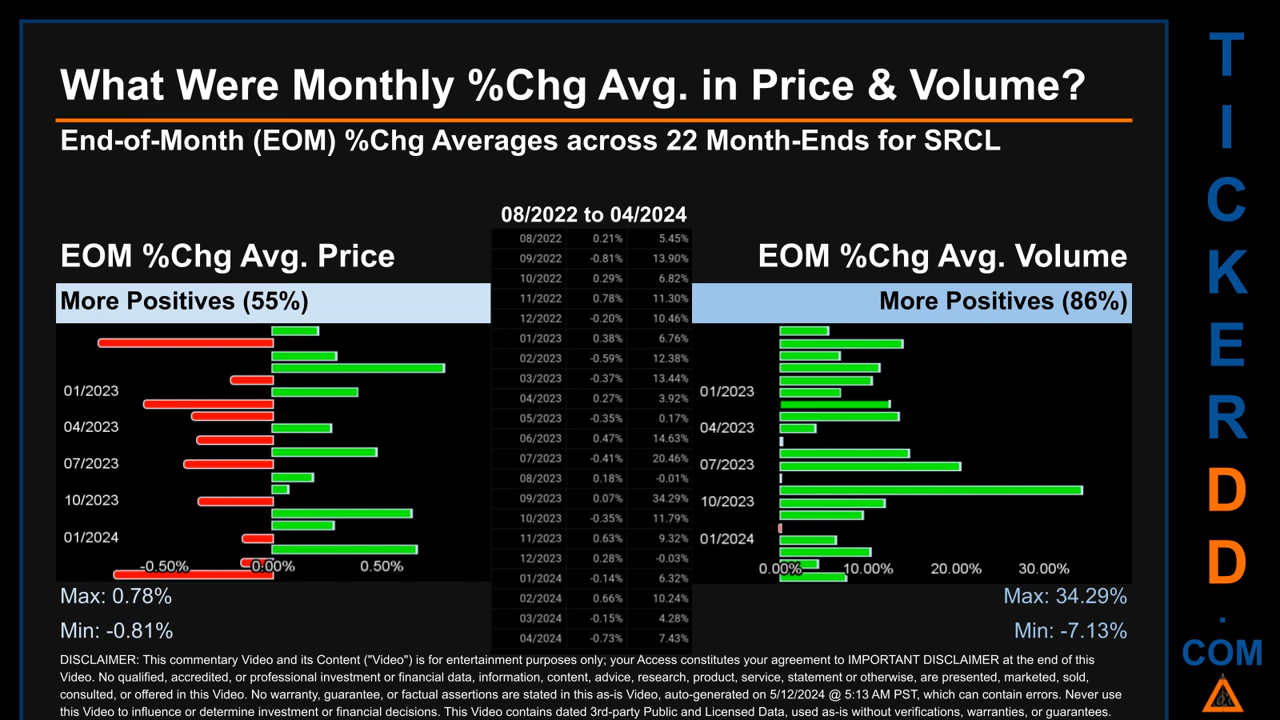 What Were Monthly %Chg Avg. in Price & Volume?
End-of-Month (EOM) %Chg Averages across 22 Month-Ends for SRCL
08/2022 to 04/2024
EOM %Chg Avg. Price
EOM %Chg Avg. Volume
More Positives (55%)
More Positives (86%)
08/2022 0.21% 5.45%
09/2022 -0.81% 13.90%
10/2022 0.29% 6.82%
11/2022 0.78% 11.30%
12/2022 -0.20% 10.46%
01/2023 0.38% 6.76%
02/2023 -0.59% 12.38%
03/2023 -0.37% 13.44%
04/2023 0.27% 3.92%
05/2023 -0.35% 0.17%
06/2023 0.47% 14.63%
07/2023 -0.41% 20.46%
08/2023 0.18% -0.01%
09/2023 0.07% 34.29%
10/2023 -0.35% 11.79%
11/2023 0.63% 9.32%
12/2023 0.28% -0.03%
01/2024 -0.14% 6.32%
02/2024 0.66% 10.24%
03/2024 -0.15% 4.28%
04/2024 -0.73% 7.43%
01/2023
04/2023
07/2023
10/2023
01/2024
-0.50% 0.00% 0.50%
01/2023
04/2023
07/2023
10/2023
01/2024
0.00% 10.00% 20.00% 30.00%
Max: 0.78%
Min: -0.81%
Max: 34.29%
Min: -7.13%
DISCLAIMER: This commentary Video and its Content ("Video") is for entertainment purposes only; your Access constitutes your agreement to IMPORTANT DISCLAIMER at the end of this
Video. No qualified, accredited, or professional investment or financial data, information, content, advice, research, product, service, statement or otherwise, are presented, marketed, sold,
consulted, or offered in this Video. No warranty, guarantee, or factual assertions are stated in this as-is Video, auto-generated on 5/12/2024 @ 5:13 AM PST, which can contain errors. Never use
this Video to influence or determine investment or financial decisions. This Video contains dated 3rd-party Public and Licensed Data, used as-is without verifications, warranties, or guarantees.
T
I
C
K
E
R
D
D
.
COM